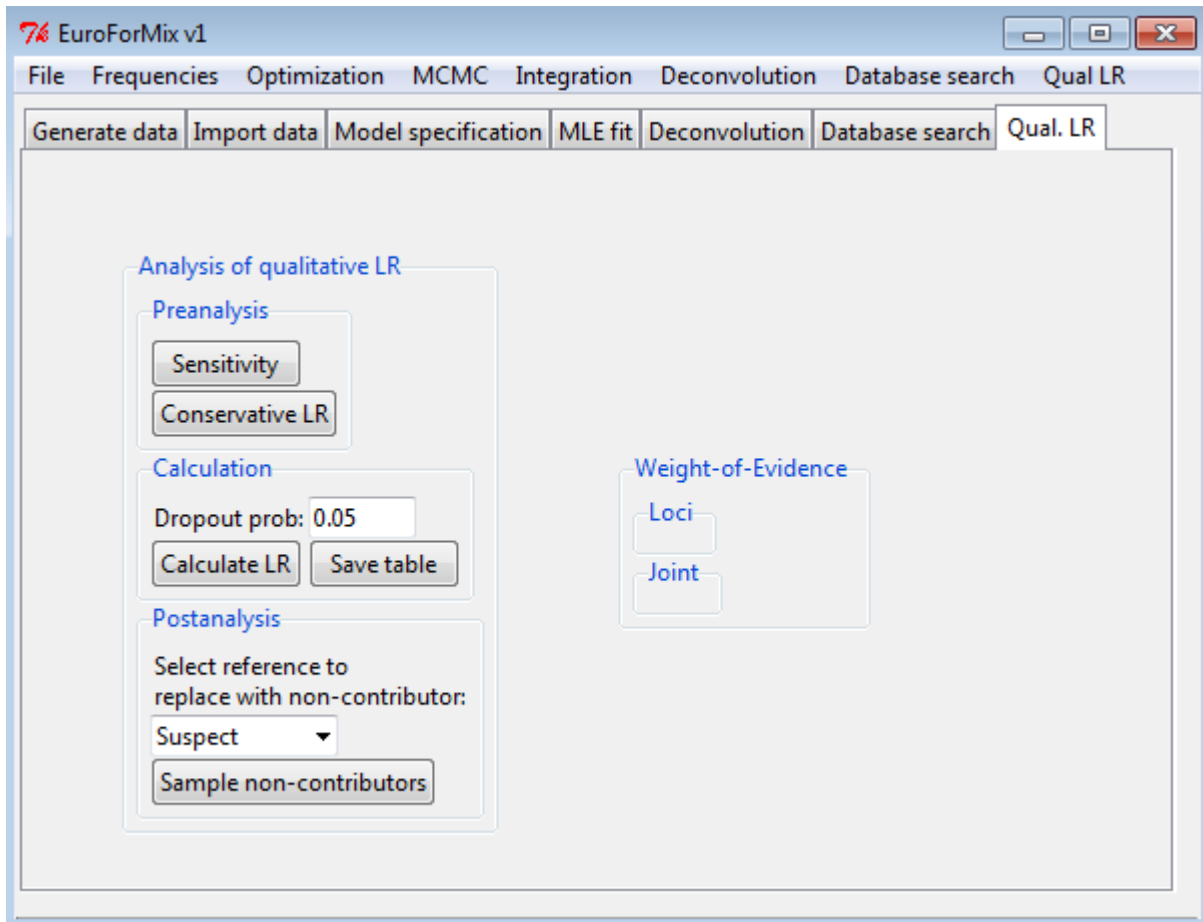 EuroForMix v1
File Frequencies Optimization MCMC Integration Deconvolution Database search Qual LR
Generate data Import data Model specification MLE fit Deconvolution Database search Qual. LR
Analysis of qualitative LR
Preanalysis
Sensitivity
Conservative LR
Calculation
Dropout prob: 0.05
Calculate LR Save table
Postanalysis
Select reference to
replace with non-contributor:
Suspect
Sample non-contributors
Weight-of-Evidence
Loci
Joint